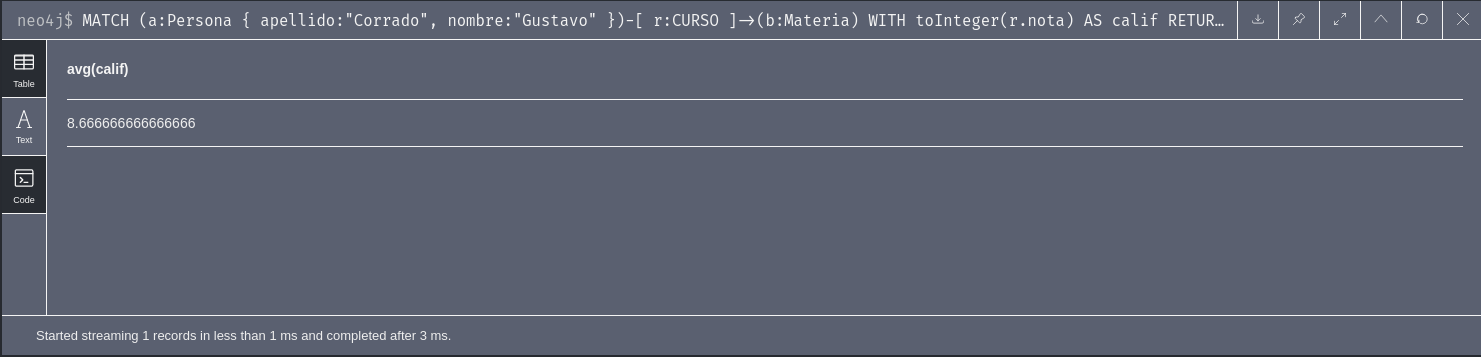 neo4j$ MATCH (a:Persona { apellido:"Corrado", nombre:"Gustavo" })-[ r:CURSO ]->(b:Materia) WITH toInteger(r.nota) AS calif RETUR…
Table
avg(calif)
8.666666666666666
Text
Code
Started streaming 1 records in less than 1 ms and completed after 3 ms.